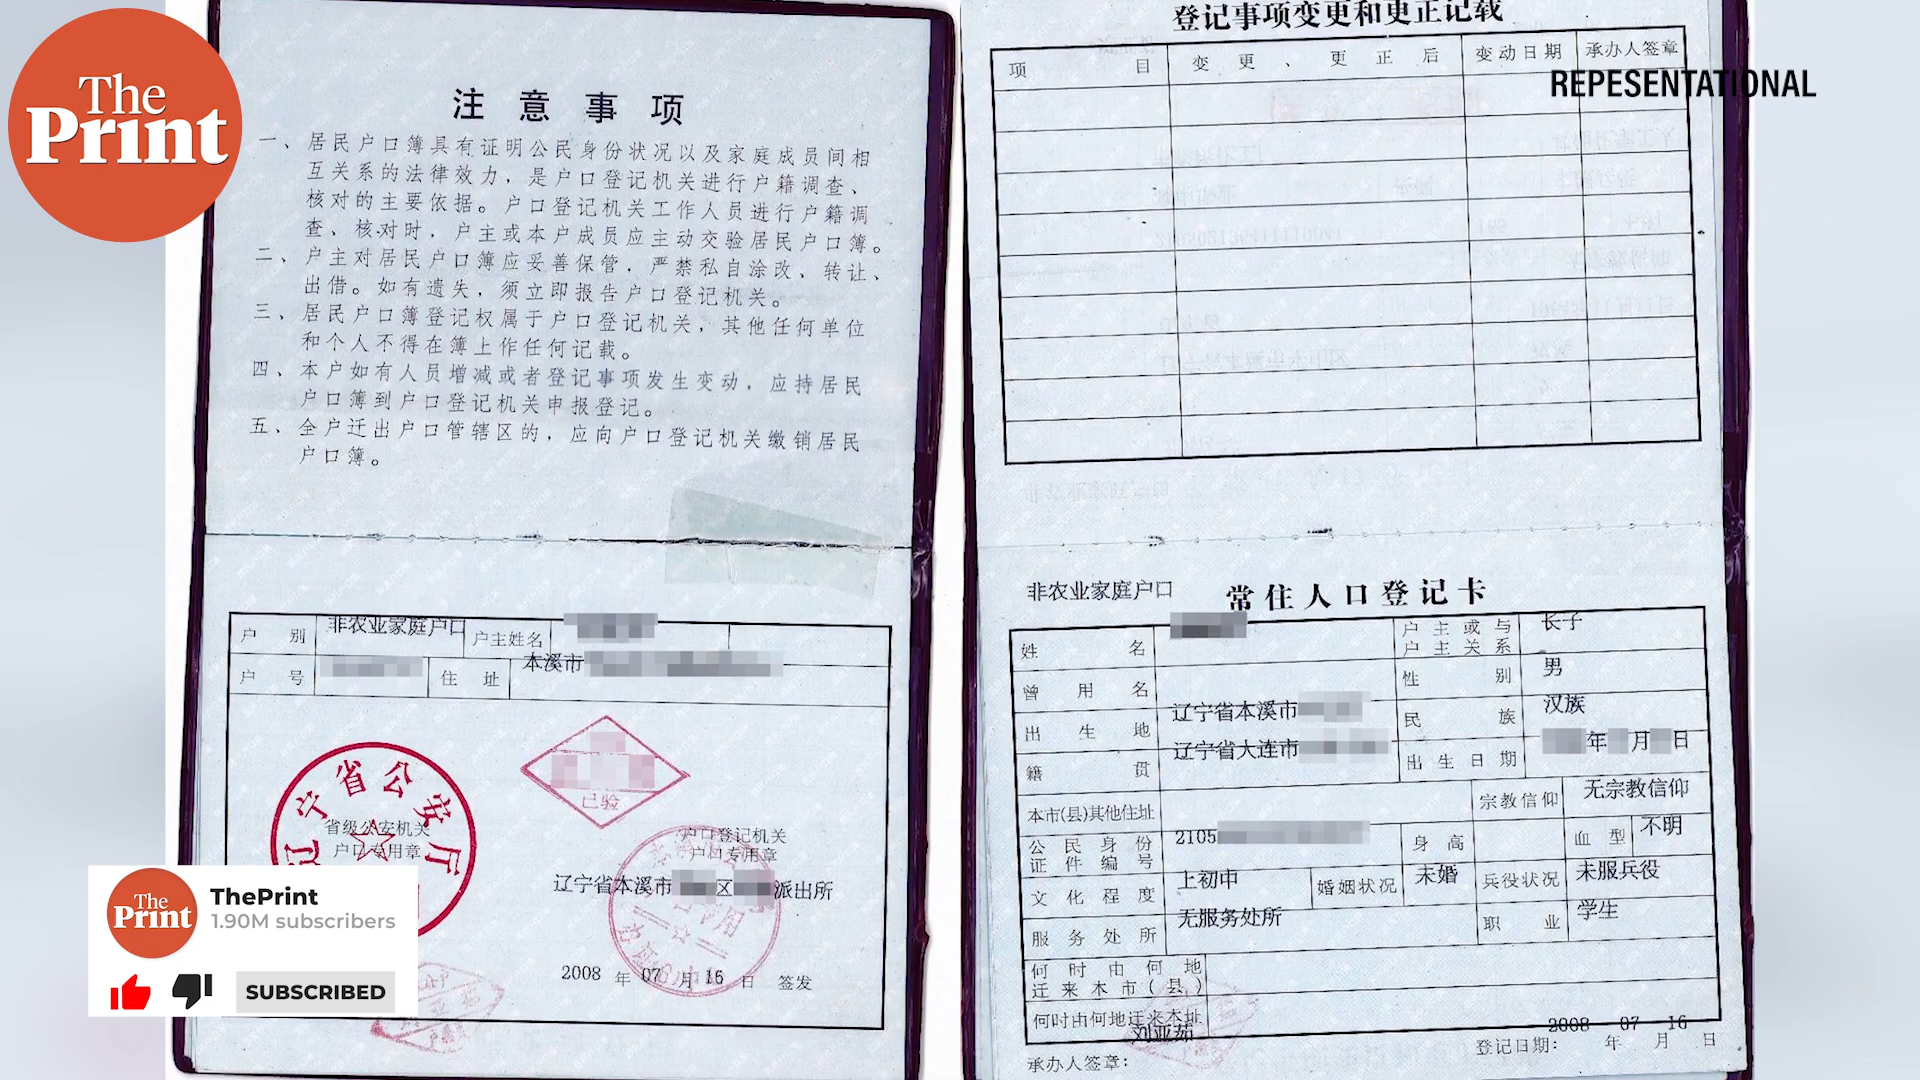 The
Print
REPESENTATIONAL
注意事项
一、居民户口簿具有证明公民身份状况以及家庭成员间相
互关系的法律效力，是户口登记机关进行户籍调查、
核对的主要依据。户口登记机关工作人员进行户籍调
查、核对时，户主或本户成员应主动交验居民户口簿。
二、户主对居民户口簿应妥善保管，严禁私自涂改、转让、
出借。如有遗失，须立即报告户口登记机关。
三、居民户口簿登记权属于户口登记机关，其他任何单位
和个人不得在簿上作任何记载。
四、本户如有人员增减或者登记事项发生变动，应持居民
户口簿到户口登记机关申报登记。
五、全户迁出户口管辖区的，应向户口登记机关缴销居民
户口簿。
户别 非农业家庭户口 户主姓名
户号 住址 本溪市
辽宁省公安厅
省级公安机关
户口专用章
已验
户口登记机关
户口专用章
辽宁省本溪市 区 派出所
2008 年 07 月 16 日 签发
登记事项变更和更正记载
项目 变更、更正后 变动日期 承办人签章
非农业家庭户口 常住人口登记卡
姓名 户主或与
户主关系 长子
曾用名 性别 男
出生地 辽宁省本溪市 民族 汉族
籍贯 辽宁省大连市 出生日期 年 月 日
本市(县)其他住址 宗教信仰 无宗教信仰
公民身份
证件编号 2105 身高 血型 不明
文化程度 上初中 婚姻状况 未婚 兵役状况 未服兵役
服务处所 无服务处所 职业 学生
何时由何地
迁来本市(县)
何时由何地迁来本址
刘亚茹
承办人签章： 登记日期： 2008 年 07 月 16 日
The
Print
ThePrint
1.90M subscribers
SUBSCRIBED